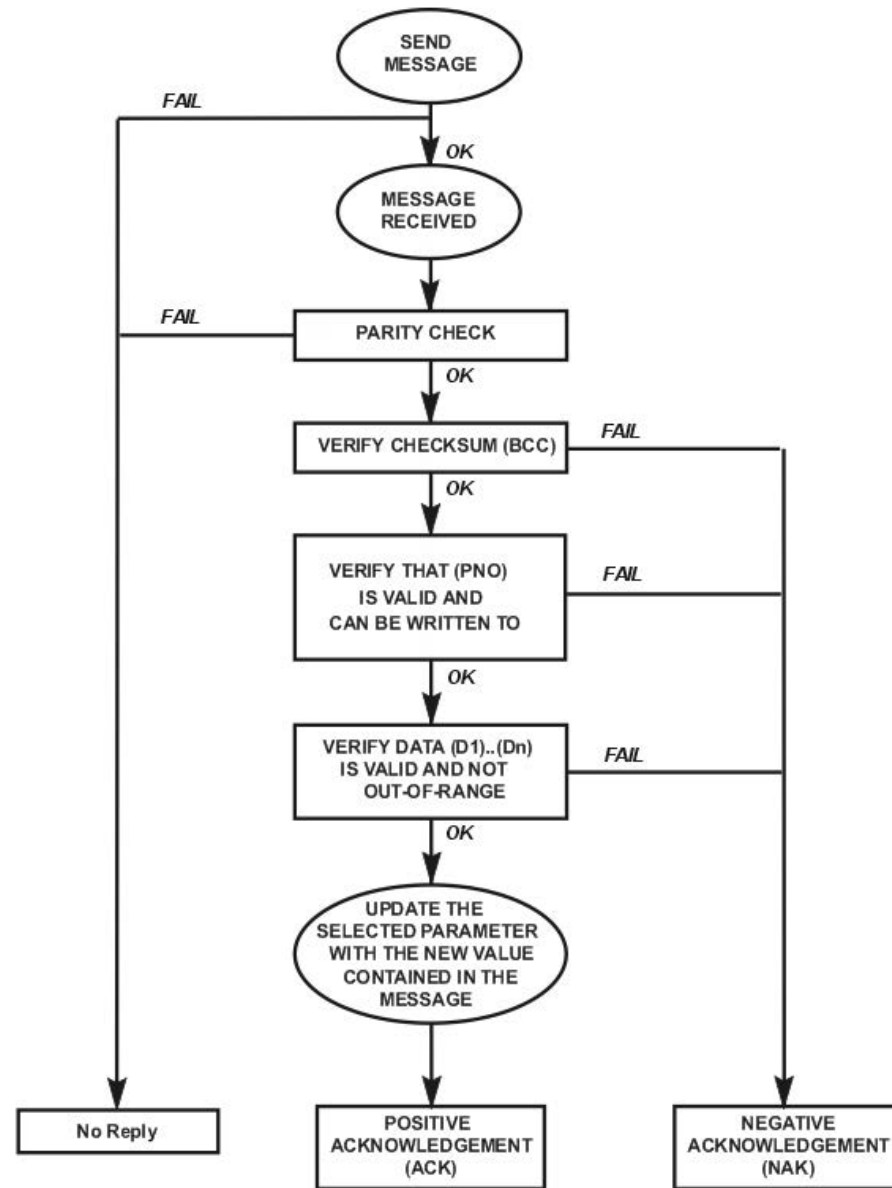 SEND
MESSAGE
FAIL
OK
MESSAGE
RECEIVED
FAIL
PARITY CHECK
OK
VERIFY CHECKSUM (BCC)
FAIL
OK
VERIFY THAT (PNO)
IS VALID AND
CAN BE WRITTEN TO
FAIL
OK
VERIFY DATA (D1)..(Dn)
IS VALID AND NOT
OUT-OF-RANGE
FAIL
OK
UPDATE THE
SELECTED PARAMETER
WITH THE NEW VALUE
CONTAINED IN THE
MESSAGE
No Reply
POSITIVE
ACKNOWLEDGEMENT
(ACK)
NEGATIVE
ACKNOWLEDGEMENT
(NAK)